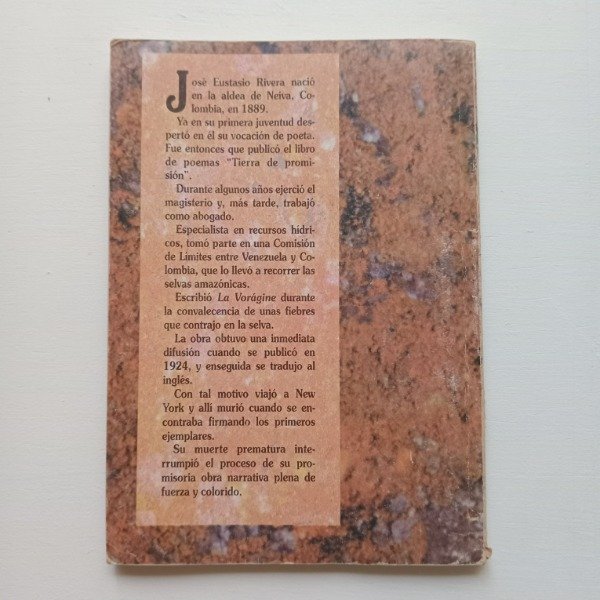 José Eustasio Rivera nació
en la aldea de Neiva, Co-
lombia, en 1889.
Ya en su primera juventud des-
pertó en él su vocación de poeta.
Fue entonces que publicó el libro
de poemas "Tierra de promi-
sión".
Durante algunos años ejerció el
magisterio y, más tarde, trabajó
como abogado.
Especialista en recursos hídri-
cos, tomó parte en una Comisión
de Límites entre Venezuela y Co-
lombia, que lo llevó a recorrer las
selvas amazónicas.
Escribió La Vorágine durante
la convalecencia de unas fiebres
que contrajo en la selva.
La obra obtuvo una inmediata
difusión cuando se publicó en
1924, y enseguida se tradujo al
inglés.
Con tal motivo viajó a New
York y allí murió cuando se en-
contraba firmando los primeros
ejemplares.
Su muerte prematura inte-
rrumpió el proceso de su pro-
misoria obra narrativa plena de
fuerza y colorido.